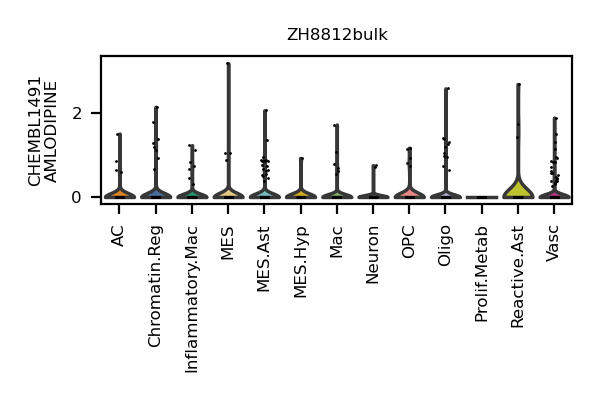 ZH8812bulk
CHEMBL1491
AMLODIPINE
2
0
AC
Chromatin.Reg
Inflammatory.Mac
MES
MES.Ast
MES.Hyp
Mac
Neuron
OPC
Oligo
Prolif.Metab
Reactive.Ast
Vasc